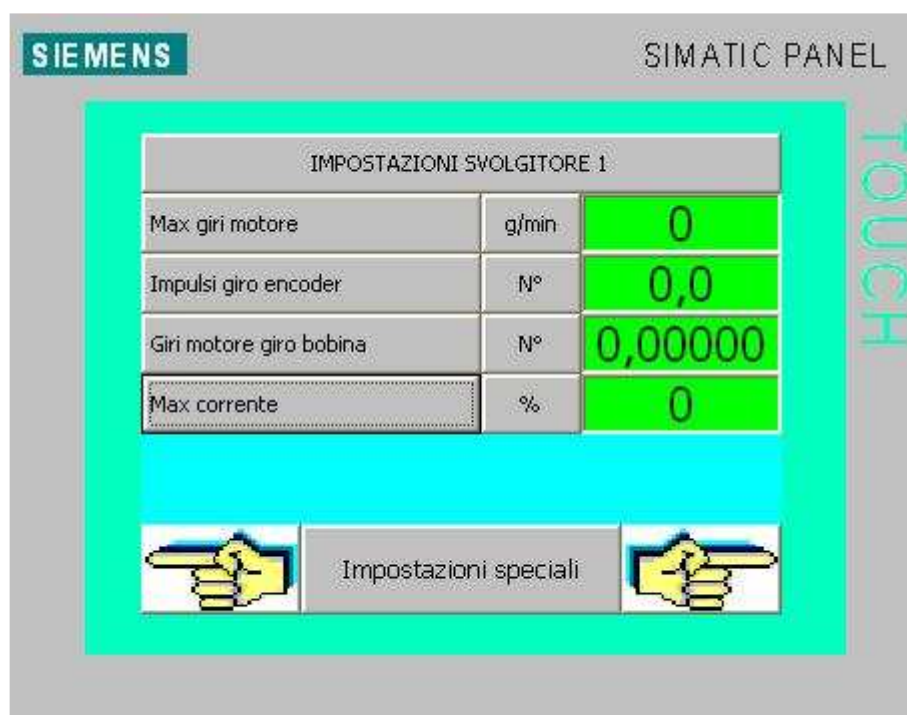 SIEMENS
SIMATIC PANEL
TOUCH
IMPOSTAZIONI SVOLGITORE 1
Max giri motore g/min 0
Impulsi giro encoder N° 0,0
Giri motore giro bobina N° 0,00000
Max corrente % 0
Impostazioni speciali